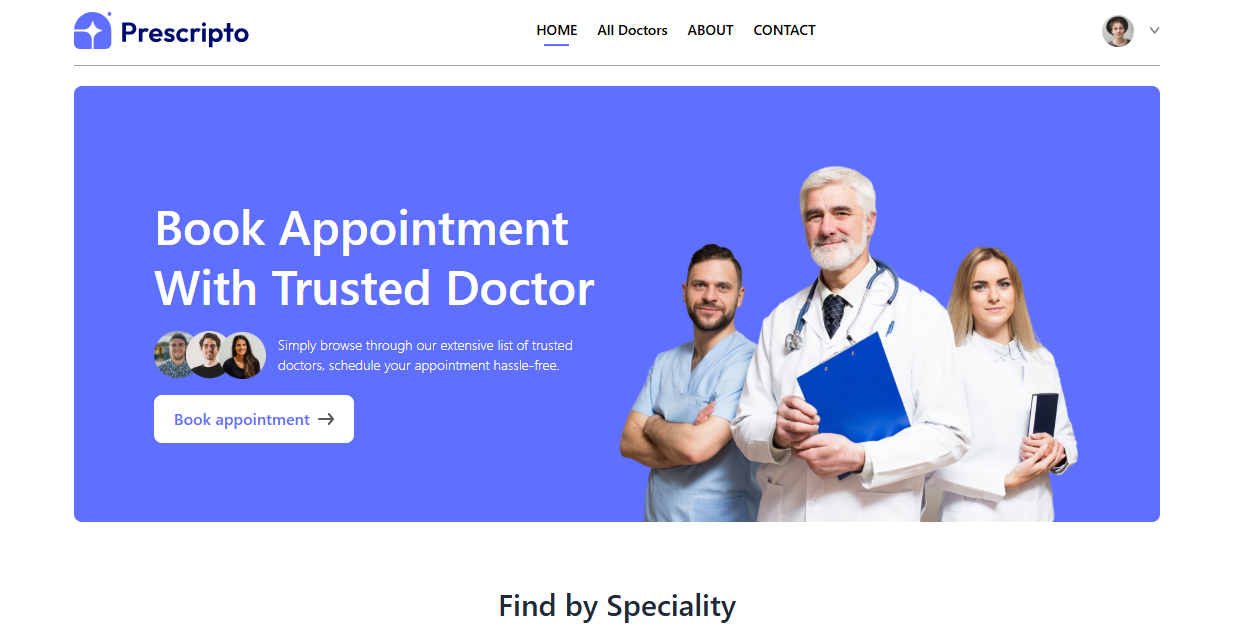 Prescripto
HOME
All Doctors
ABOUT
CONTACT
Book Appointment
With Trusted Doctor
Simply browse through our extensive list of trusted
doctors, schedule your appointment hassle-free.
Book appointment →
Find by Speciality